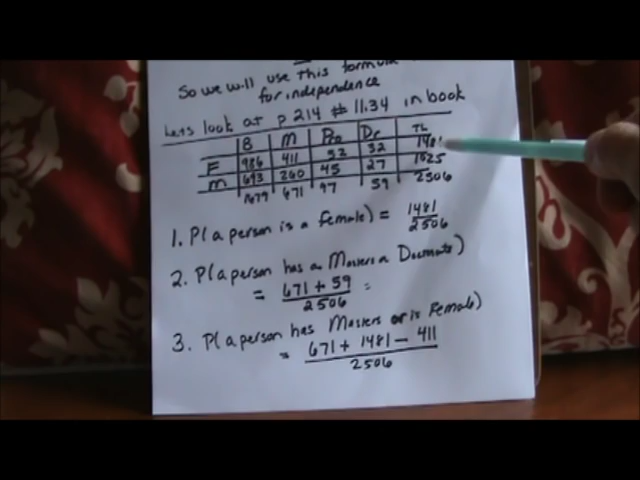 So we will use this formula
for independence
Lets look at p 214 # 11.34 in book
B M Pro Dr TL
F 986 411 52 32 1481
M 693 260 45 27 1025
1679 671 97 59 2506
1. P(a person is a female) = 1481/2506
2. P(a person has a Masters or a Doctorate)
= 671 + 59 / 2506 =
3. P(a person has Masters or is Female)
= 671 + 1481 - 411 / 2506